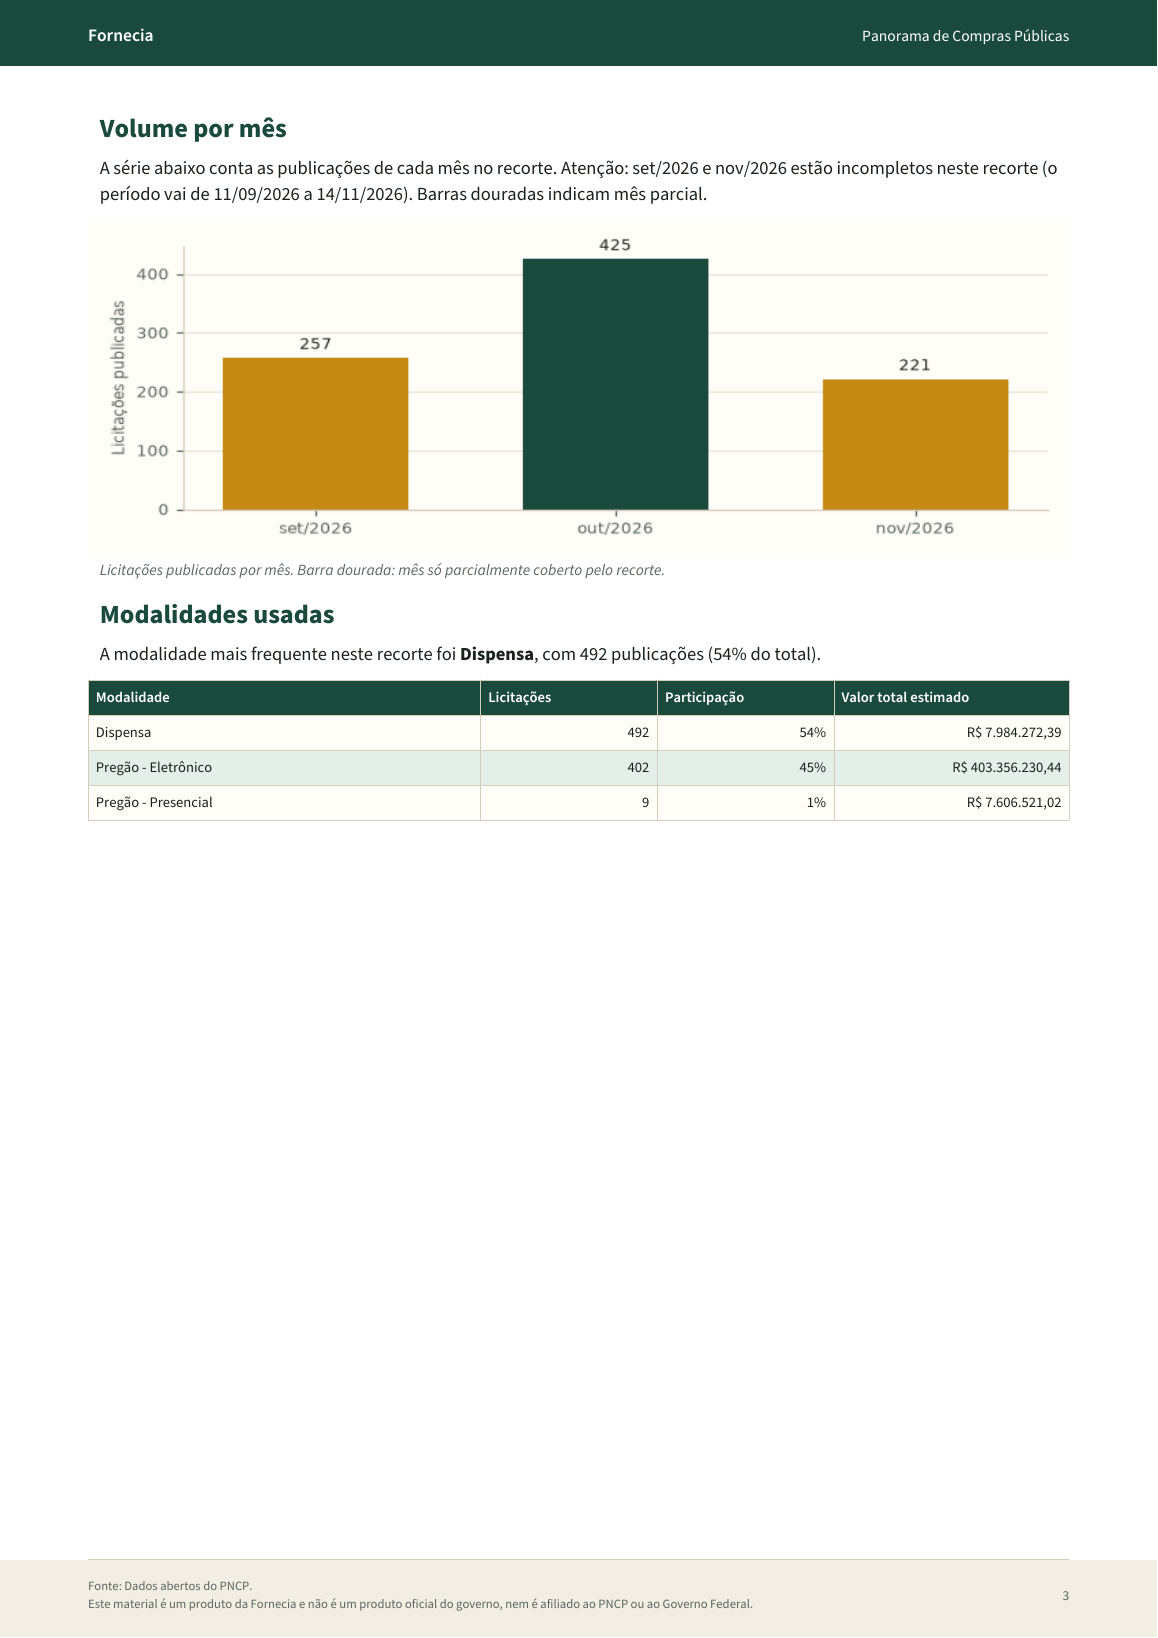 Fornecia
Panorama de Compras Públicas
Volume por mês
A série abaixo conta as publicações de cada mês no recorte. Atenção: set/2026 e nov/2026 estão incompletos neste recorte (o
período vai de 11/09/2026 a 14/11/2026). Barras douradas indicam mês parcial.
Licitações publicadas
400
300
200
100
0
257
425
221
set/2026
out/2026
nov/2026
Licitações publicadas por mês. Barra dourada: mês só parcialmente coberto pelo recorte.
Modalidades usadas
A modalidade mais frequente neste recorte foi Dispensa, com 492 publicações (54% do total).
Modalidade Licitações Participação Valor total estimado
Dispensa 492 54% R$ 7.984.272,39
Pregão - Eletrônico 402 45% R$ 403.356.230,44
Pregão - Presencial 9 1% R$ 7.606.521,02
Fonte: Dados abertos do PNCP.
Este material é um produto da Fornecia e não é um produto oficial do governo, nem é afiliado ao PNCP ou ao Governo Federal.
3